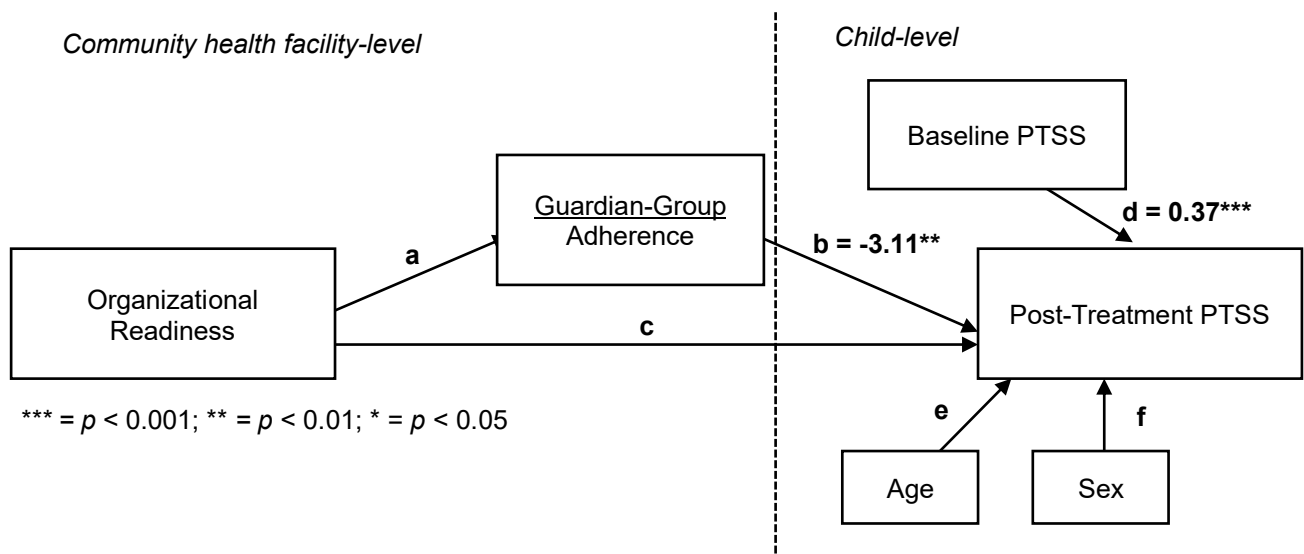 Community health facility-level
Child-level
Baseline PTSS
d = 0.37***
Guardian-Group
Adherence
b = -3.11**
a
Organizational
Readiness
c
Post-Treatment PTSS
*** = p < 0.001; ** = p < 0.01; * = p < 0.05
e
f
Age
Sex